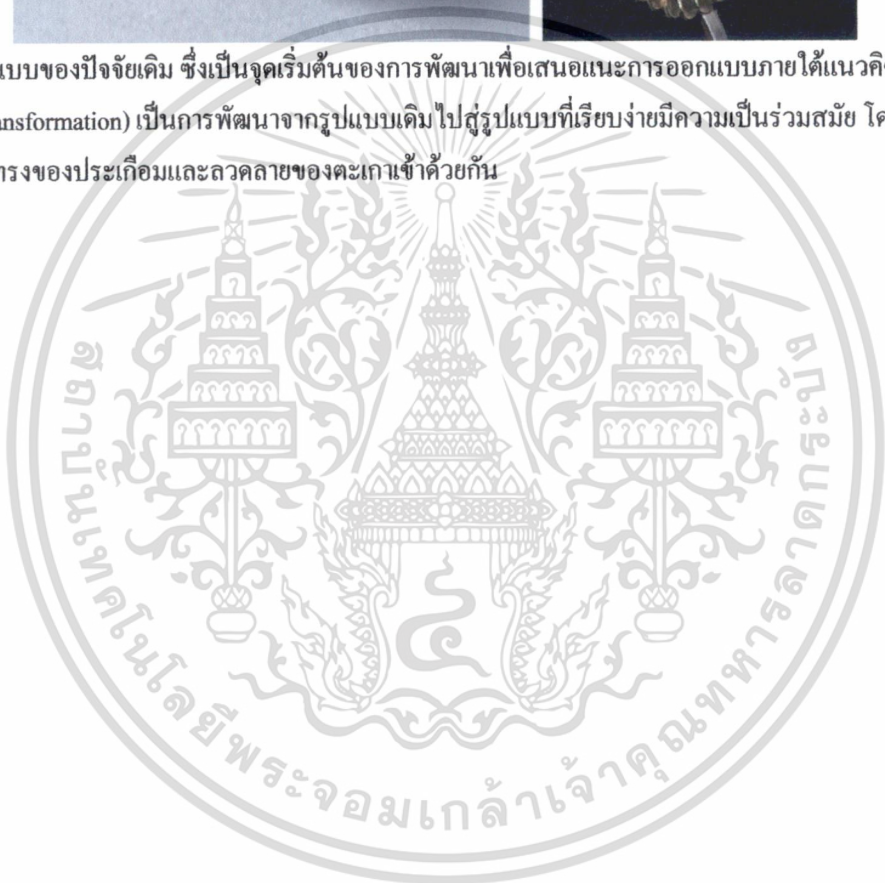 แบบของปัจจัยเดิม ซึ่งเป็นจุดเริ่มต้นของการพัฒนาเพื่อเสนอแนะการออกแบบภายใต้แนวคิ
ansformation) เป็นการพัฒนาจากรูปแบบเดิมไปสู่รูปแบบที่เรียบง่ายมีความเป็นร่วมสมัย โด
ทรงของประเกือมและลวดลายของตะเกาเข้าด้วยกัน
สถาบันเทคโนโลยีพระจอมเกล้าเจ้าคุณทหารลาดกระบัง